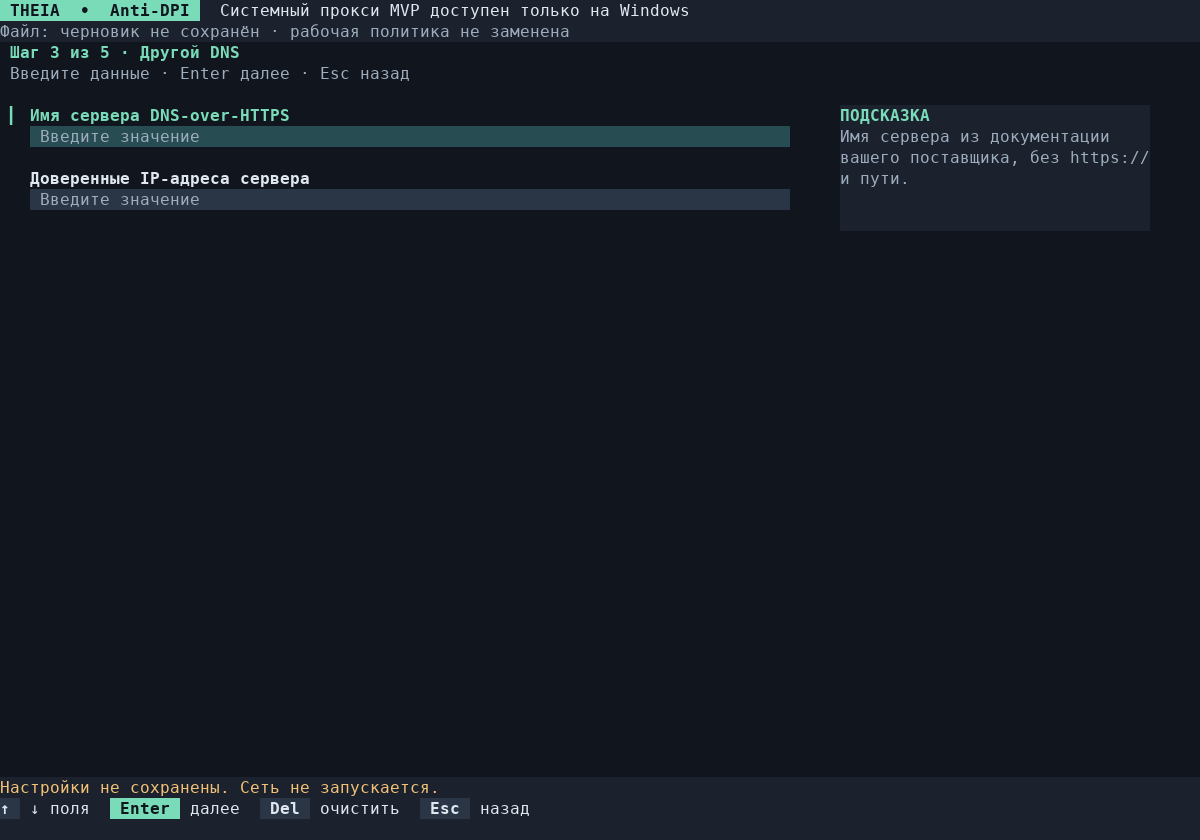 THEIA • Anti-DPI Системный прокси MVP доступен только на Windows
Файл: черновик не сохранён · рабочая политика не заменена
Шаг 3 из 5 · Другой DNS
Введите данные · Enter далее · Esc назад
Имя сервера DNS-over-HTTPS
Введите значение
Доверенные IP-адреса сервера
Введите значение
ПОДСКАЗКА
Имя сервера из документации
вашего поставщика, без https://
и пути.
Настройки не сохранены. Сеть не запускается.
↑ ↓ поля Enter далее Del очистить Esc назад